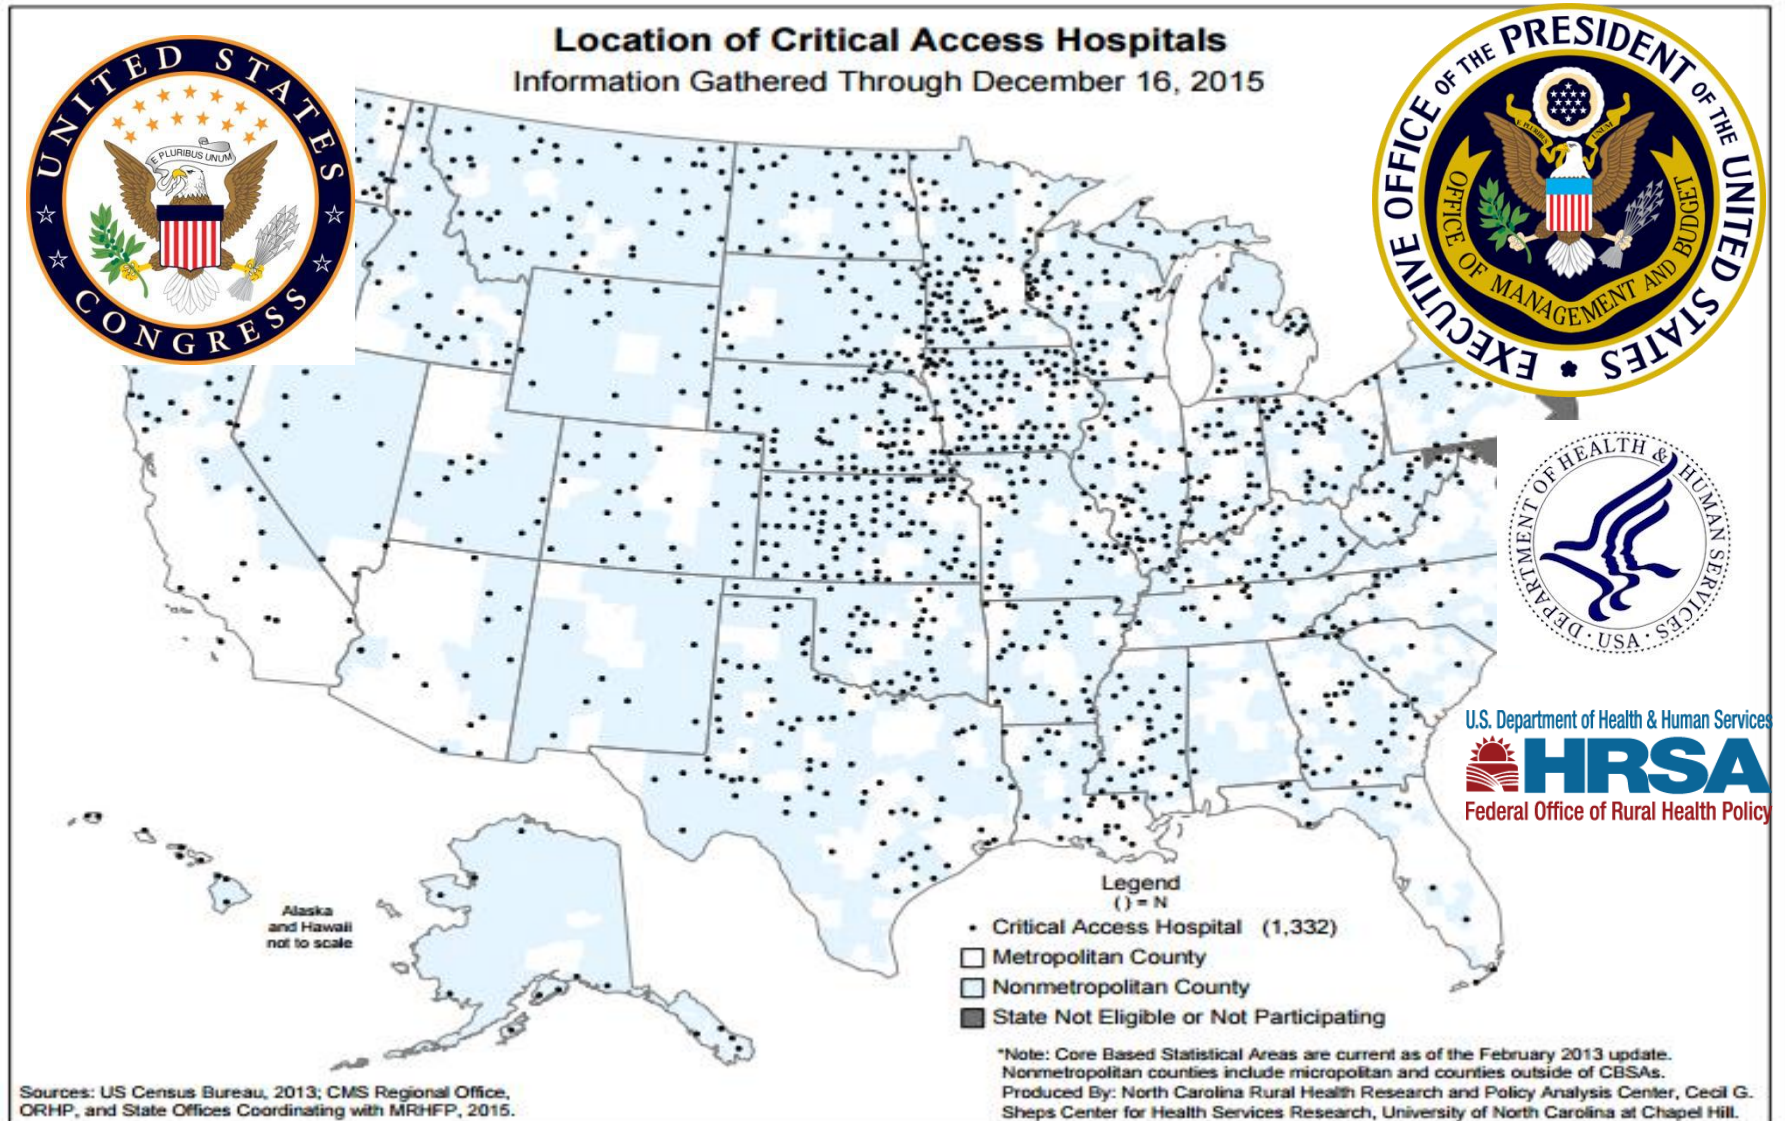 Location of Critical Access Hospitals
Information Gathered Through December 16, 2015
UNITED STATES
CONGRESS
E PLURIBUS UNUM
EXECUTIVE OFFICE OF THE PRESIDENT OF THE UNITED STATES
E PLURIBUS UNUM
OFFICE OF MANAGEMENT AND BUDGET
DEPARTMENT OF HEALTH & HUMAN SERVICES · USA ·
U.S. Department of Health & Human Services
HRSA
Federal Office of Rural Health Policy
Alaska
and Hawaii
not to scale
Legend
( ) = N
Critical Access Hospital (1,332)
Metropolitan County
Nonmetropolitan County
State Not Eligible or Not Participating
*Note: Core Based Statistical Areas are current as of the February 2013 update.
Nonmetropolitan counties include micropolitan and counties outside of CBSAs.
Produced By: North Carolina Rural Health Research and Policy Analysis Center, Cecil G.
Sheps Center for Health Services Research, University of North Carolina at Chapel Hill.
Sources: US Census Bureau, 2013; CMS Regional Office,
ORHP, and State Offices Coordinating with MRHFP, 2015.